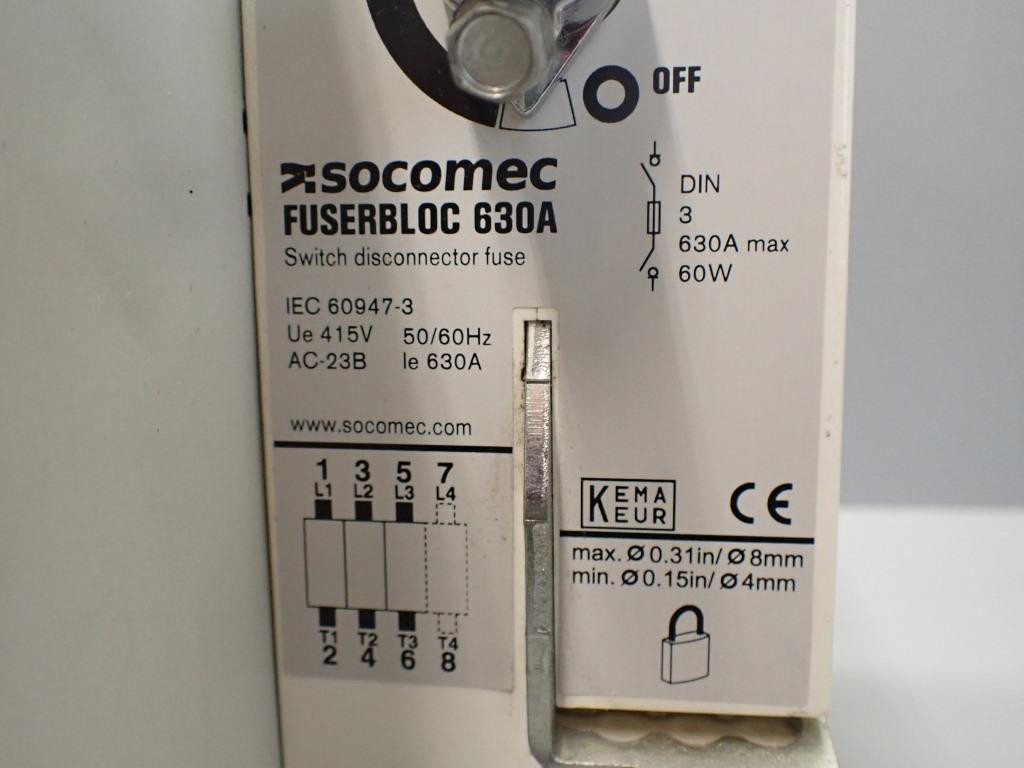 OFF
socomec
FUSERBLOC 630A
Switch disconnector fuse
IEC 60947-3
Ue 415V 50/60Hz
AC-23B Ie 630A
www.socomec.com
DIN
3
630A max
60W
1 3 5 7
L1 L2 L3 L4
T1 T2 T3 T4
2 4 6 8
KEMA
KEUR
CE
max. Ø 0.31in/ Ø 8mm
min. Ø 0.15in/ Ø 4mm